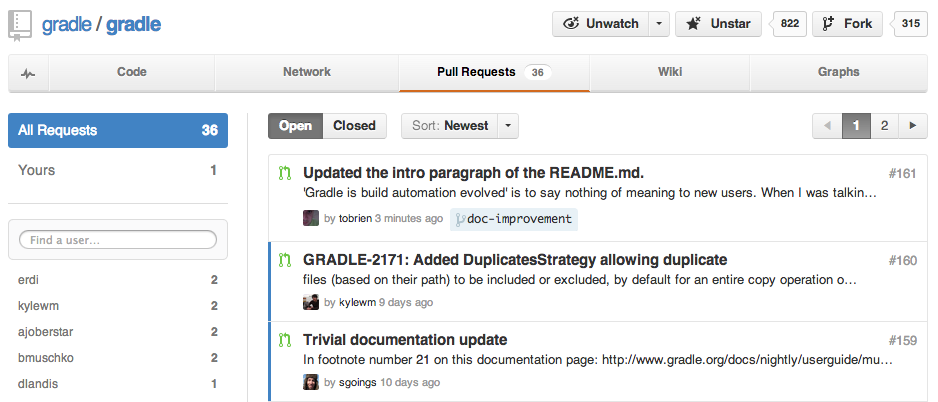 gradle / gradle
Unwatch
Unstar 822
Fork 315
Code Network Pull Requests 36 Wiki Graphs
All Requests 36
Yours 1
Find a user...
erdi 2
kylewm 2
ajoberstar 2
bmuschko 2
dlandis 1
Open Closed Sort: Newest 1 2
Updated the intro paragraph of the README.md. #161
'Gradle is build automation evolved' is to say nothing of meaning to new users. When I was talkin…
by tobrien 3 minutes ago doc-improvement
GRADLE-2171: Added DuplicatesStrategy allowing duplicate #160
files (based on their path) to be included or excluded, by default for an entire copy operation o…
by kylewm 9 days ago
Trivial documentation update #159
In footnote number 21 on this documentation page: http://www.gradle.org/docs/nightly/userguide/mu…
by sgoings 10 days ago